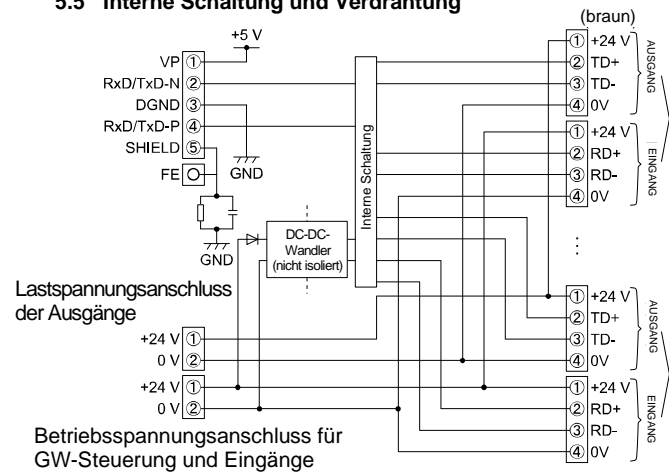 5.5 Interne Schaltung und Verdrahtung
(braun)
+5 V
VP ①
RxD/TxD-N ②
DGND ③
RxD/TxD-P ④
SHIELD ⑤
FE
GND
GND
Interne Schaltung
DC-DC-
Wandler
(nicht isoliert)
① +24 V
② TD+
③ TD-
④ 0V
AUSGANG
① +24 V
② RD+
③ RD-
④ 0V
EINGANG
Lastspannungsanschluss
der Ausgänge
+24 V ①
0 V ②
+24 V ①
0 V ②
Betriebsspannungsanschluss für
GW-Steuerung und Eingänge
① +24 V
② TD+
③ TD-
④ 0V
AUSGANG
① +24 V
② RD+
③ RD-
④ 0V
EINGANG